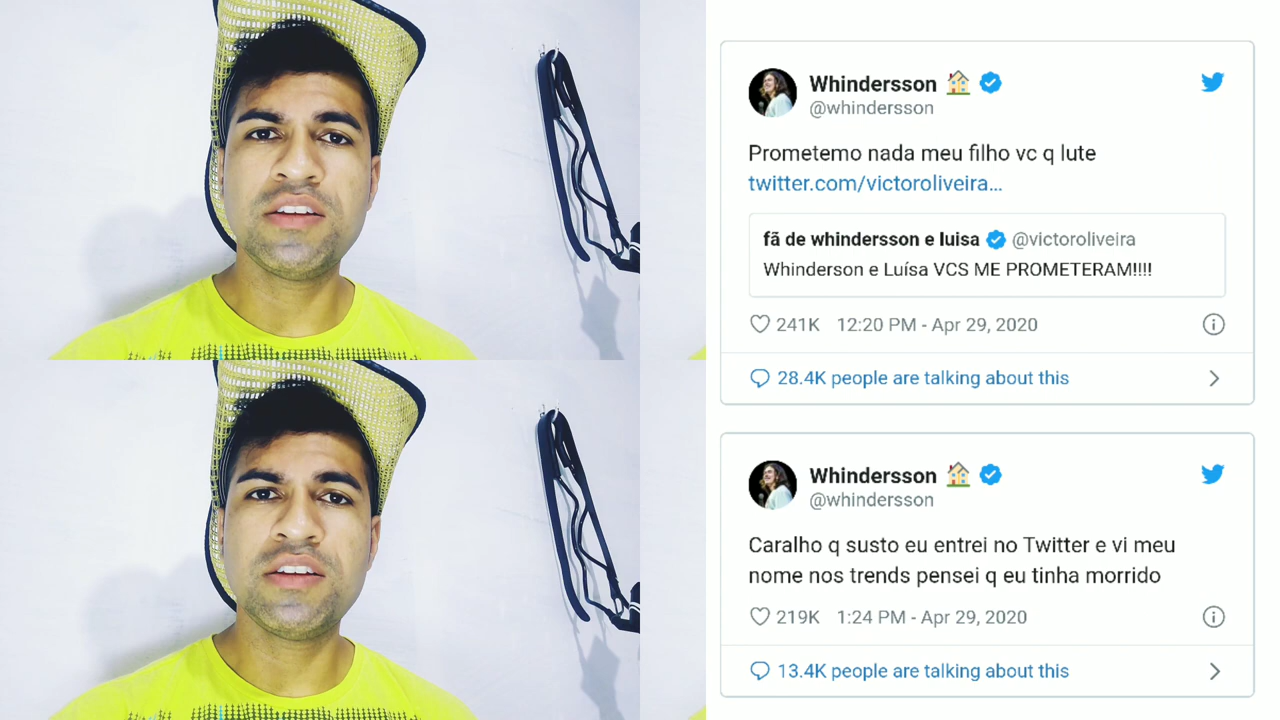 Whindersson 🏠
@whindersson
Prometemo nada meu filho vc q lute
twitter.com/victoroliveira...
fã de whindersson e luisa @victoroliveira
Whinderson e Luísa VCS ME PROMETERAM!!!!
241K 12:20 PM - Apr 29, 2020
28.4K people are talking about this
Whindersson 🏠
@whindersson
Caralho q susto eu entrei no Twitter e vi meu
nome nos trends pensei q eu tinha morrido
219K 1:24 PM - Apr 29, 2020
13.4K people are talking about this